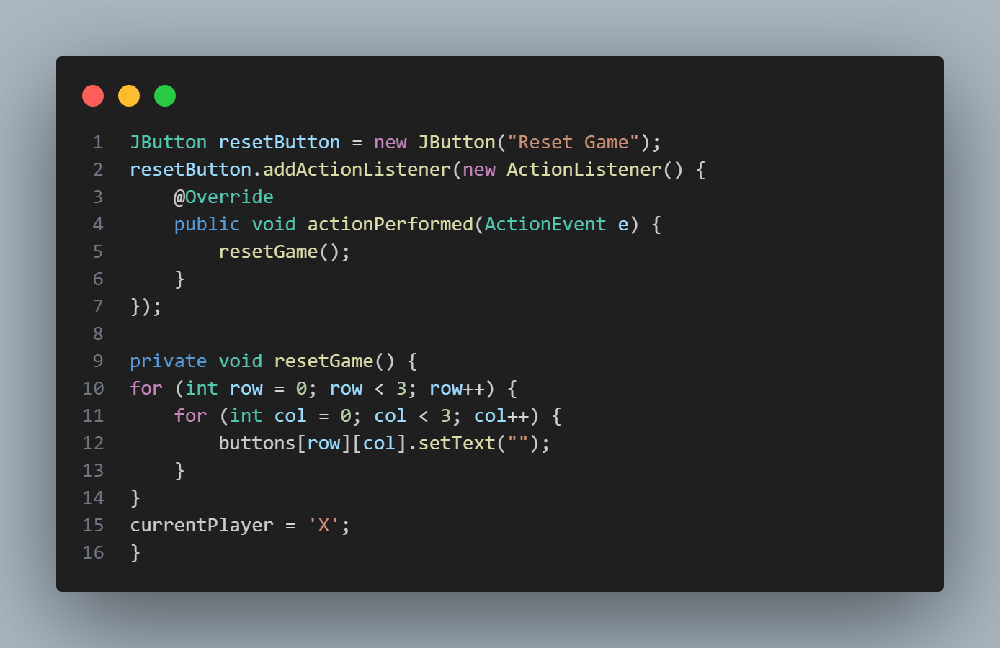 1 JButton resetButton = new JButton("Reset Game");
2 resetButton.addActionListener(new ActionListener() {
3     @Override
4     public void actionPerformed(ActionEvent e) {
5         resetGame();
6     }
7 });
8
9 private void resetGame() {
10 for (int row = 0; row < 3; row++) {
11     for (int col = 0; col < 3; col++) {
12         buttons[row][col].setText("");
13     }
14 }
15 currentPlayer = 'X';
16 }